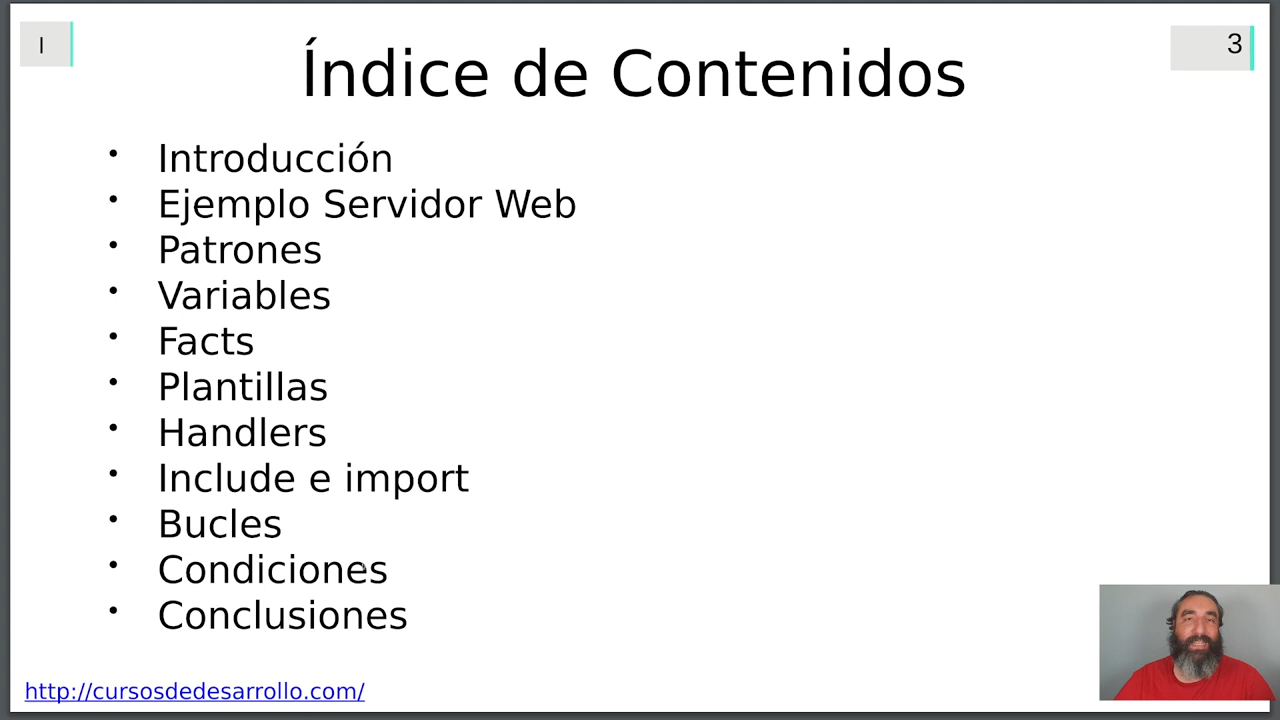 I
3
Índice de Contenidos
• Introducción
• Ejemplo Servidor Web
• Patrones
• Variables
• Facts
• Plantillas
• Handlers
• Include e import
• Bucles
• Condiciones
• Conclusiones
http://cursosdedesarrollo.com/